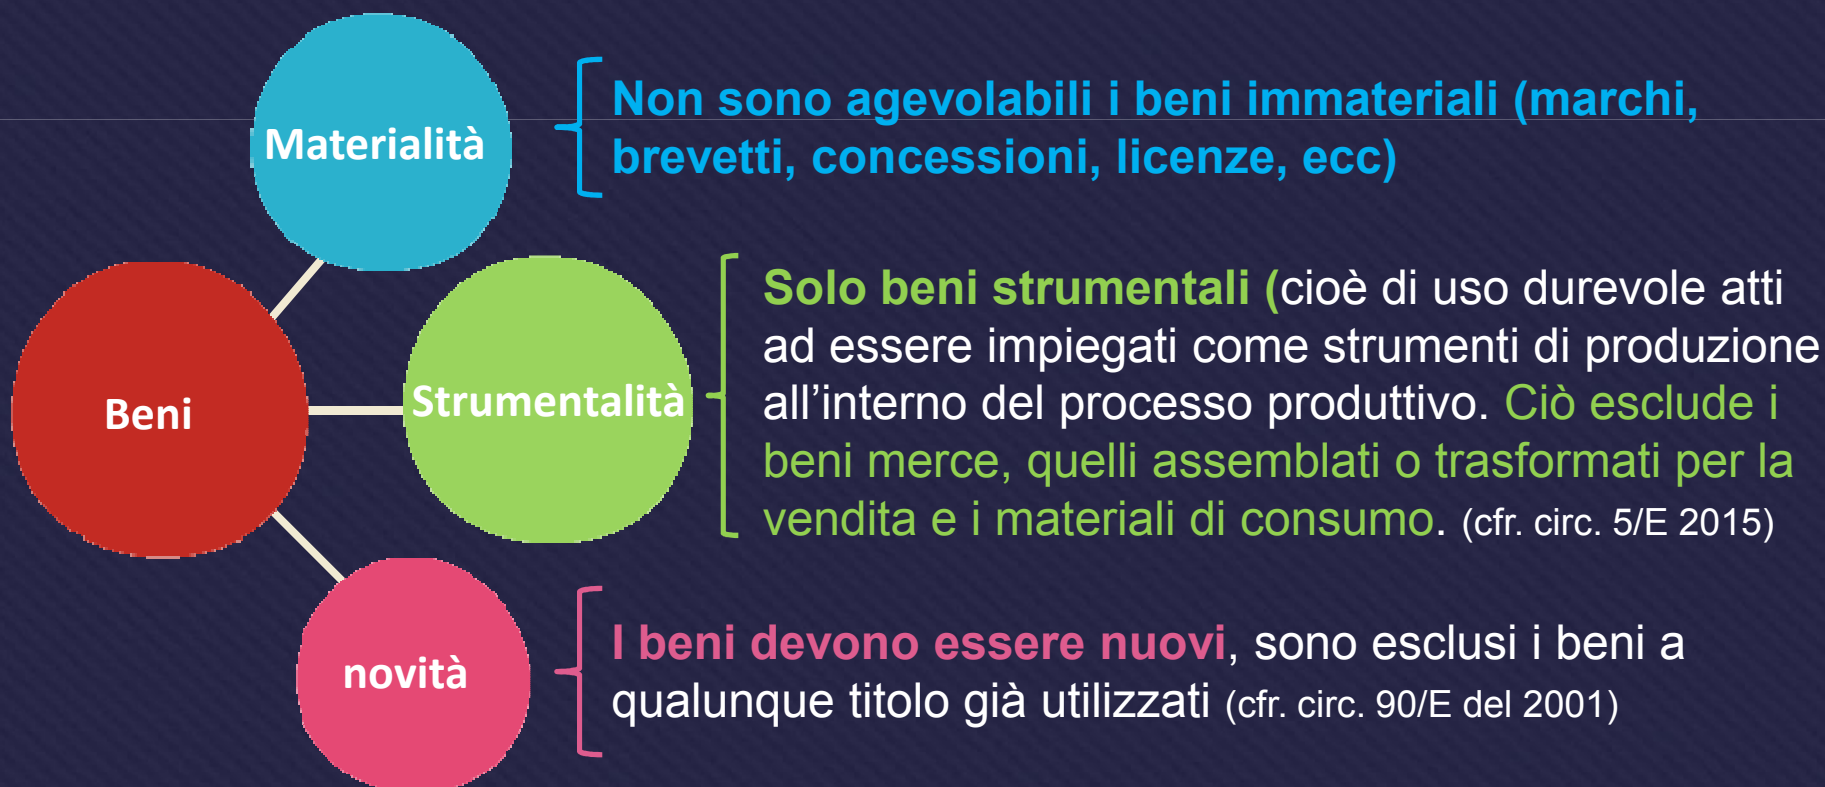 Materialità
Non sono agevolabili i beni immateriali (marchi,
brevetti, concessioni, licenze, ecc)
Beni
Strumentalità
Solo beni strumentali (cioè di uso durevole atti
ad essere impiegati come strumenti di produzione
all’interno del processo produttivo. Ciò esclude i
beni merce, quelli assemblati o trasformati per la
vendita e i materiali di consumo. (cfr. circ. 5/E 2015)
novità
I beni devono essere nuovi, sono esclusi i beni a
qualunque titolo già utilizzati (cfr. circ. 90/E del 2001)